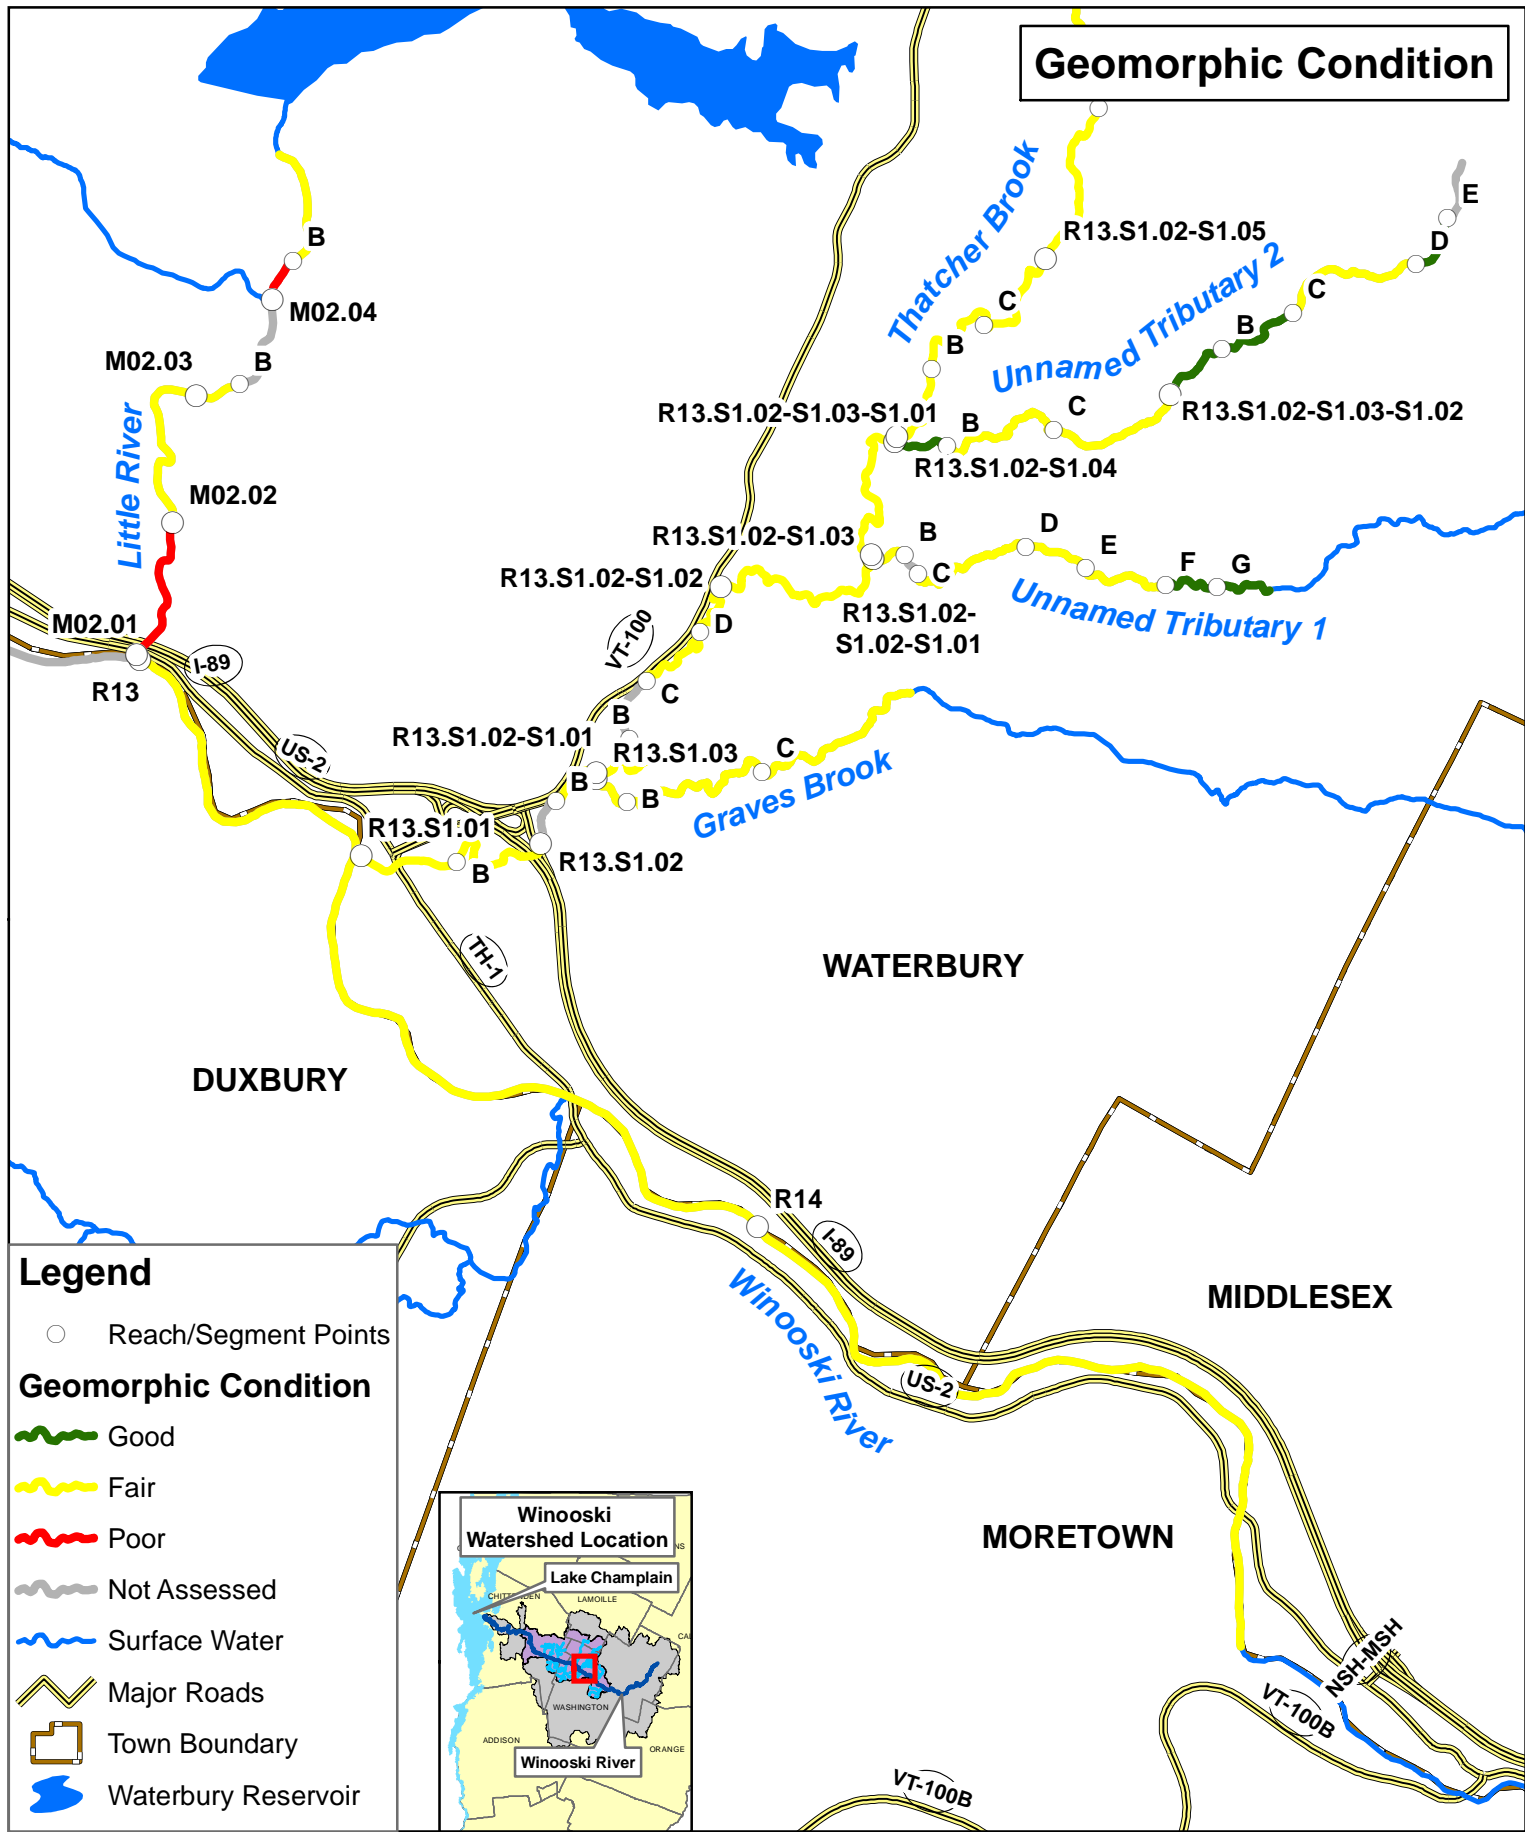 Geomorphic Condition
Thatcher Brook
E
R13.S1.02-S1.05
D
B
Unnamed Tributary 2
C
C
M02.04
B
B
M02.03
B
R13.S1.02-S1.03-S1.01
B
C
R13.S1.02-S1.03-S1.02
Little River
R13.S1.02-S1.04
M02.02
R13.S1.02-S1.03
B
D
E
F
G
R13.S1.02-S1.02
C
Unnamed Tributary 1
R13.S1.02-
S1.02-S1.01
M02.01
VT-100
D
I-89
R13
C
B
US-2
R13.S1.02-S1.01
R13.S1.03
C
B
B
Graves Brook
R13.S1.01
R13.S1.02
B
TH-1
WATERBURY
DUXBURY
R14
I-89
Winooski River
MIDDLESEX
US-2
MORETOWN
NSH-MSH
VT-100B
VT-100B
Legend
Reach/Segment Points
Geomorphic Condition
Good
Fair
Poor
Not Assessed
Surface Water
Major Roads
Town Boundary
Waterbury Reservoir
Winooski
Watershed Location
Lake Champlain
LAMOILLE
WASHINGTON
ADDISON
ORANGE
Winooski River